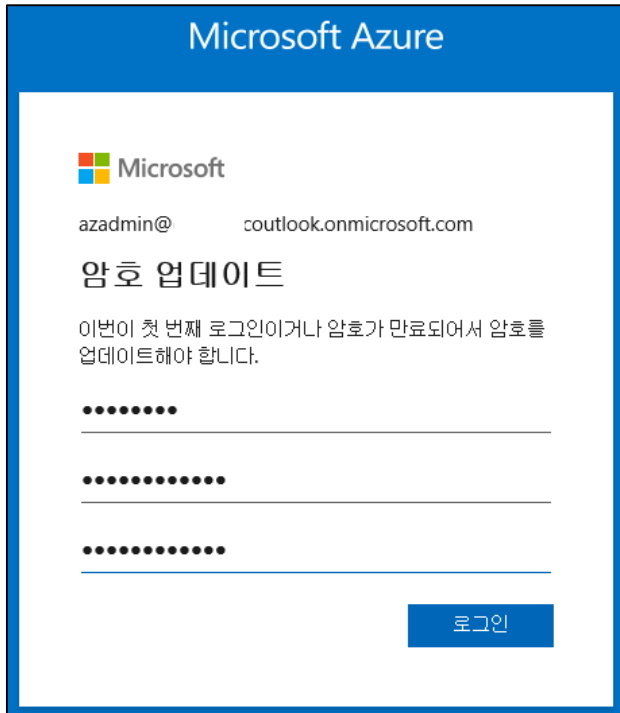 Microsoft Azure
Microsoft
azadmin@ coutlook.onmicrosoft.com
암호 업데이트
이번이 첫 번째 로그인이거나 암호가 만료되어서 암호를
업데이트해야 합니다.
••••••••
••••••••••••
••••••••••••
로그인